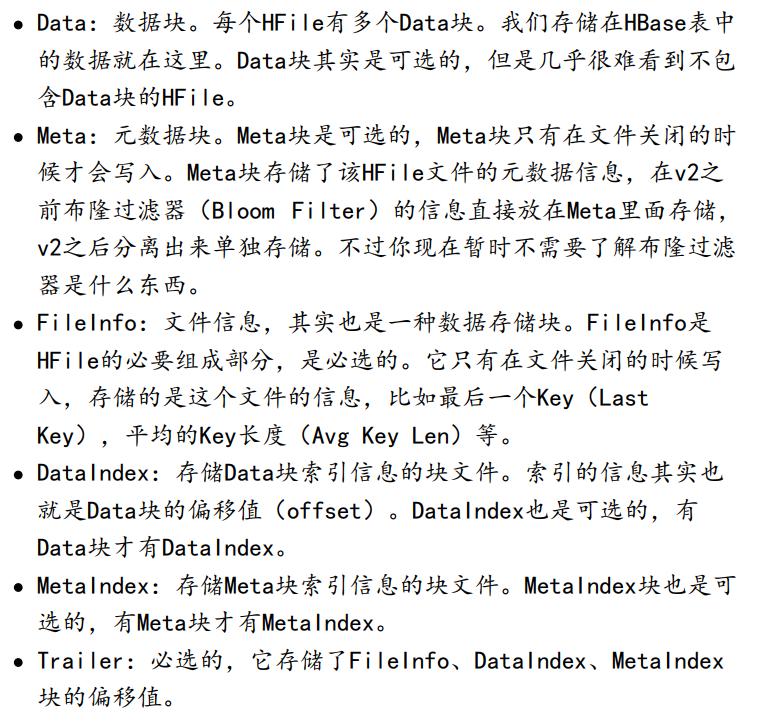 • Data：数据块。每个HFile有多个Data块。我们存储在HBase表中
的数据就在这里。Data块其实是可选的，但是几乎很难看到不包
含Data块的HFile。
• Meta：元数据块。Meta块是可选的，Meta块只有在文件关闭的时
候才会写入。Meta块存储了该HFile文件的元数据信息，在v2之
前布隆过滤器（Bloom Filter）的信息直接放在Meta里面存储，
v2之后分离出来单独存储。不过你现在暂时不需要了解布隆过滤
器是什么东西。
• FileInfo：文件信息，其实也是一种数据存储块。FileInfo是
HFile的必要组成部分，是必选的。它只有在文件关闭的时候写
入，存储的是这个文件的信息，比如最后一个Key（Last
Key），平均的Key长度（Avg Key Len）等。
• DataIndex：存储Data块索引信息的块文件。索引的信息其实也
就是Data块的偏移值（offset）。DataIndex也是可选的，有
Data块才有DataIndex。
• MetaIndex：存储Meta块索引信息的块文件。MetaIndex块也是可
选的，有Meta块才有MetaIndex。
• Trailer：必选的，它存储了FileInfo、DataIndex、MetaIndex
块的偏移值。